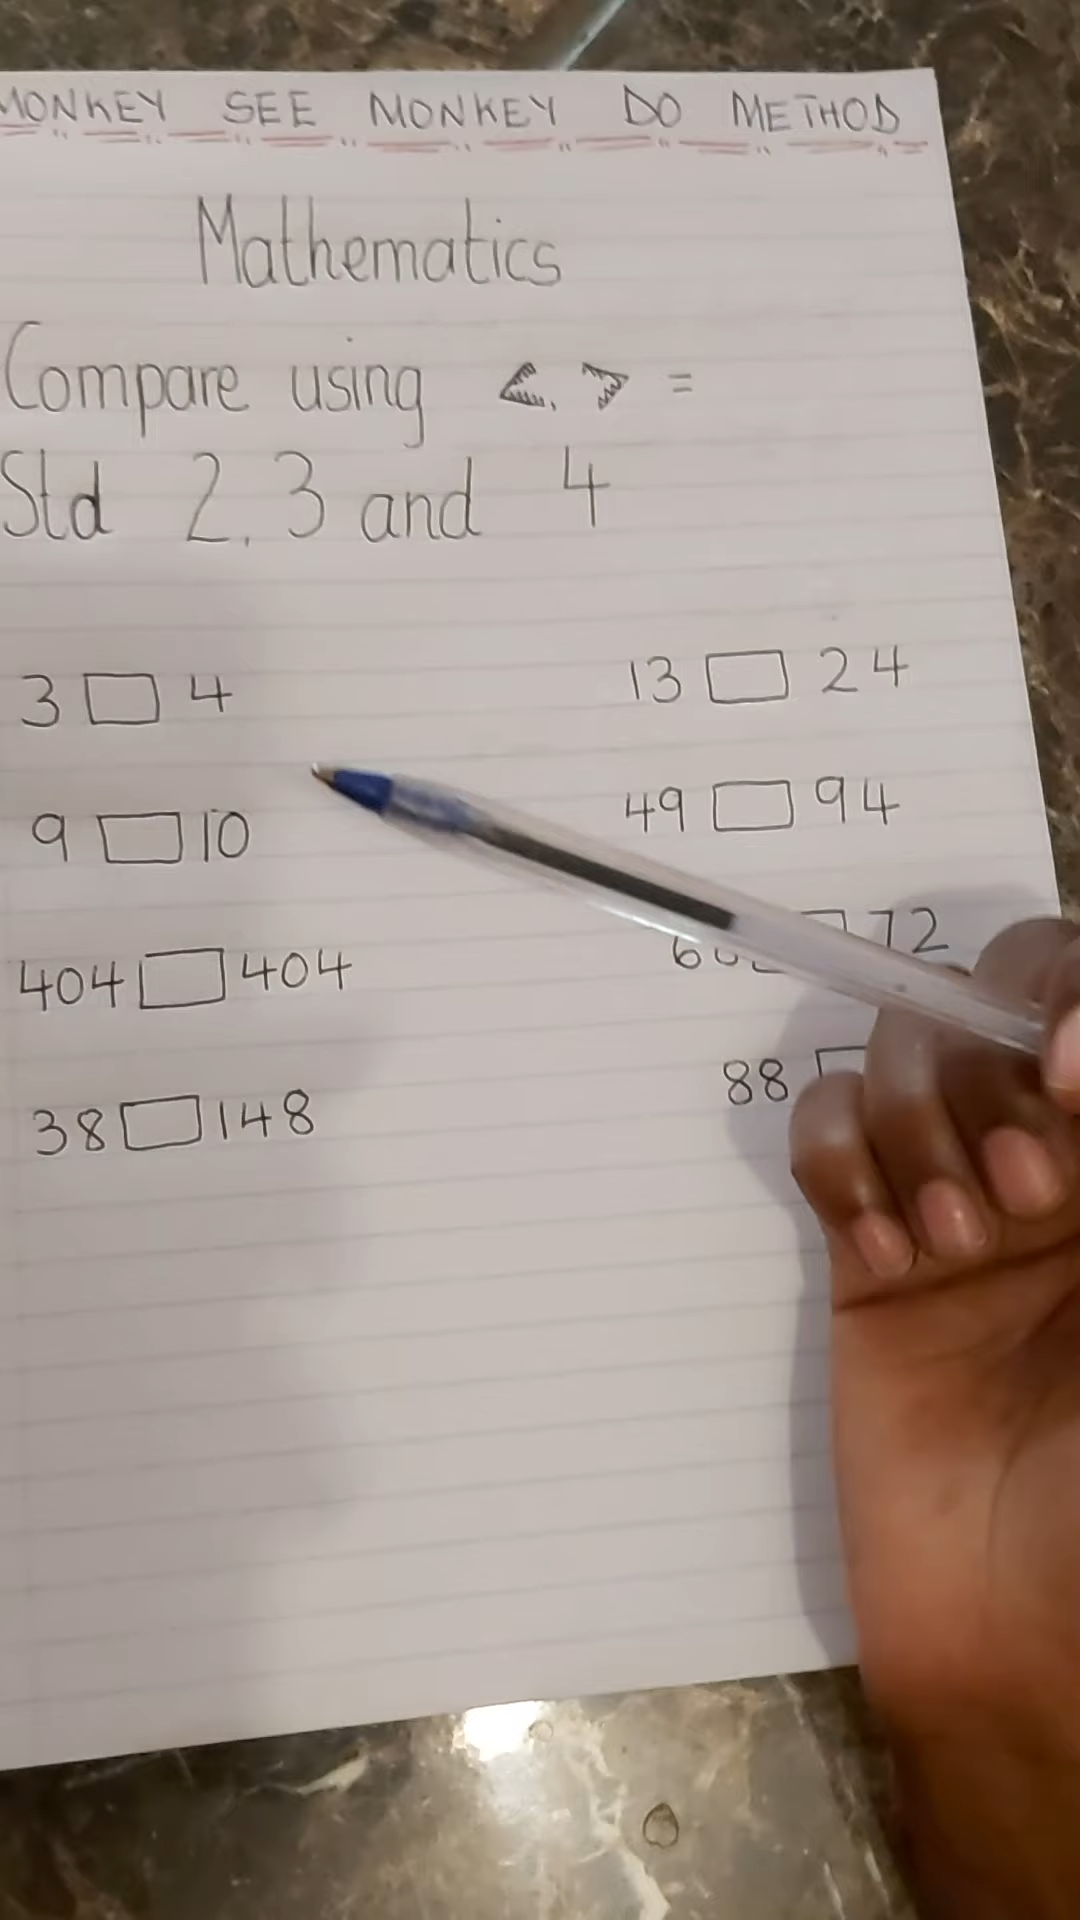 MONKEY SEE MONKEY DO METHOD
Mathematics
Compare using <, > =
Std 2, 3 and 4
3 □ 4
13 □ 24
9 □ 10
49 □ 94
404 □ 404
72
38 □ 148
88